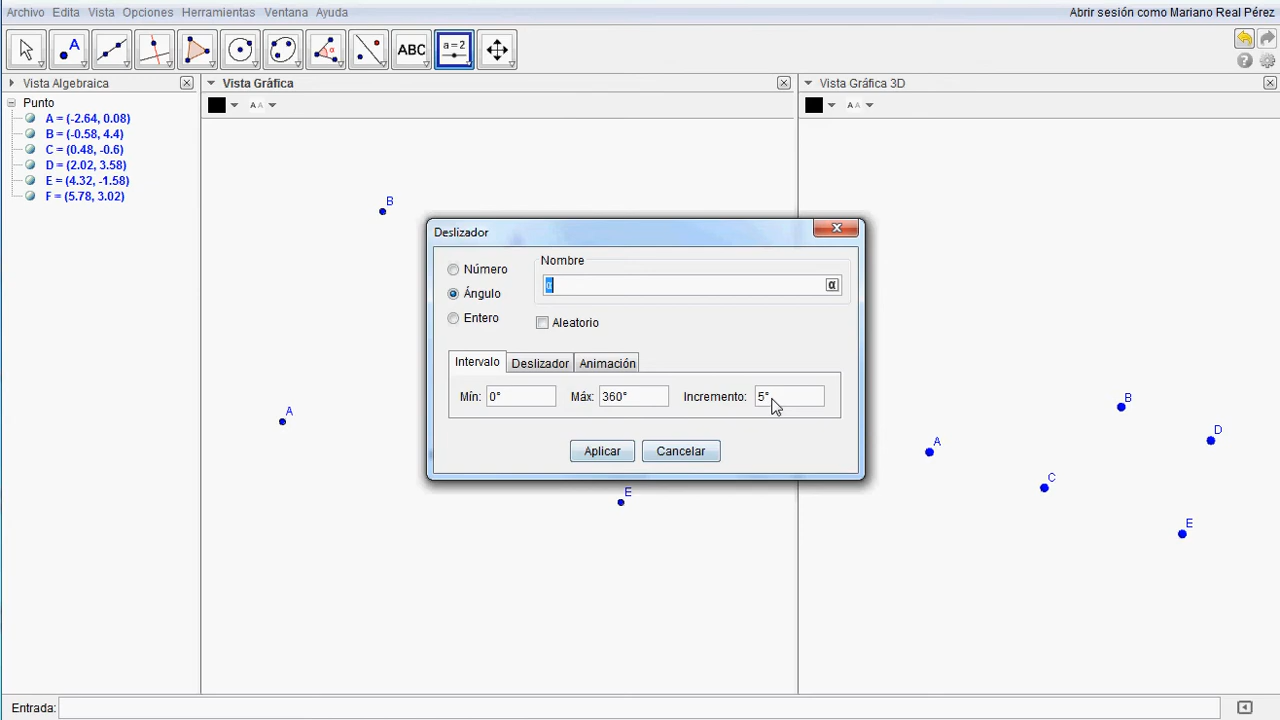 Archivo Edita Vista Opciones Herramientas Ventana Ayuda Abrir sesión como Mariano Real Pérez
A ABC a=2
Vista Algebraica Vista Gráfica Vista Gráfica 3D
A A A A
Punto
A = (-2.64, 0.08)
B = (-0.58, 4.4)
C = (0.48, -0.6)
D = (2.02, 3.58)
E = (4.32, -1.58)
F = (5.78, 3.02)
B
A
E
Deslizador
Número
Ángulo
Entero
Nombre
α α
Aleatorio
Intervalo Deslizador Animación
Mín: 0° Máx: 360° Incremento: 5°
Aplicar Cancelar
B
D
A
C
E
Entrada: